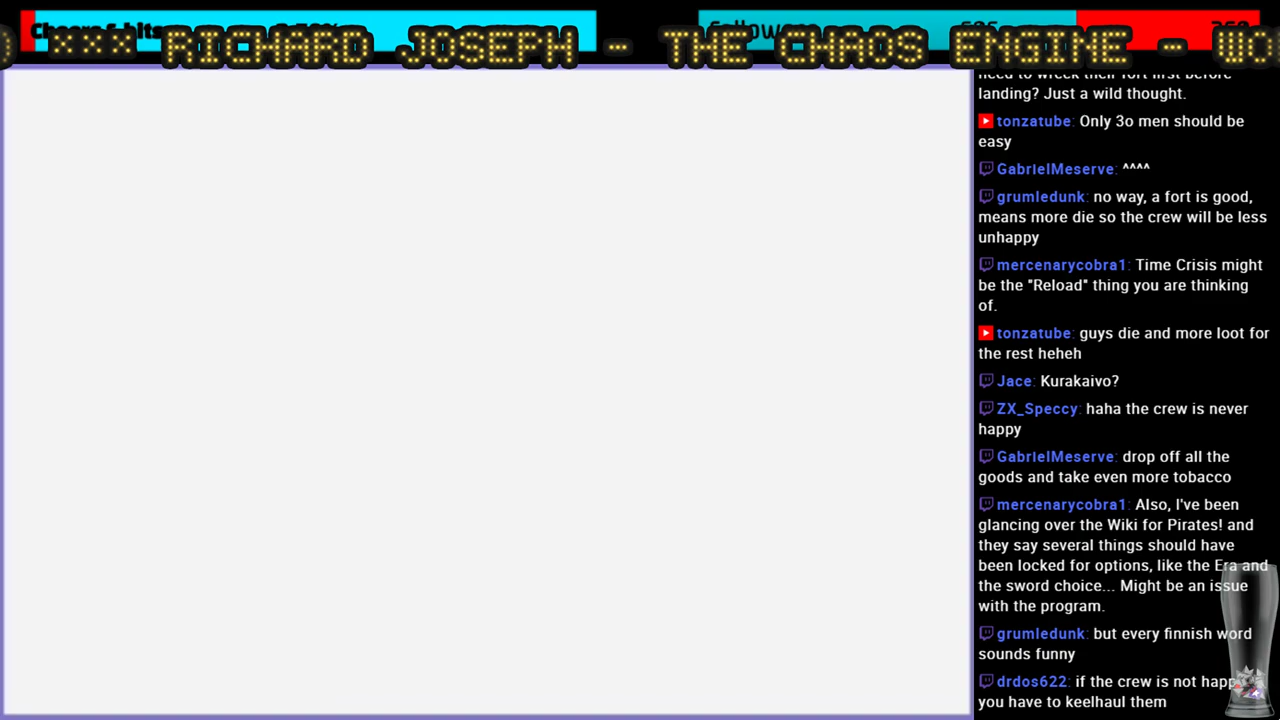 ) ××× RICHARD JOSEPH - THE CHAOS ENGINE - WO
need to wreck their fort first before
landing? Just a wild thought.
tonzatube: Only 3o men should be
easy
GabrielMeserve: ^^^^
grumledunk: no way, a fort is good,
means more die so the crew will be less
unhappy
mercenarycobra1: Time Crisis might
be the "Reload" thing you are thinking
of.
tonzatube: guys die and more loot for
the rest heheh
Jace: Kurakaivo?
ZX_Speccy: haha the crew is never
happy
GabrielMeserve: drop off all the
goods and take even more tobacco
mercenarycobra1: Also, I've been
glancing over the Wiki for Pirates! and
they say several things should have
been locked for options, like the Era and
the sword choice... Might be an issue
with the program.
grumledunk: but every finnish word
sounds funny
drdos622: if the crew is not happ
you have to keelhaul them